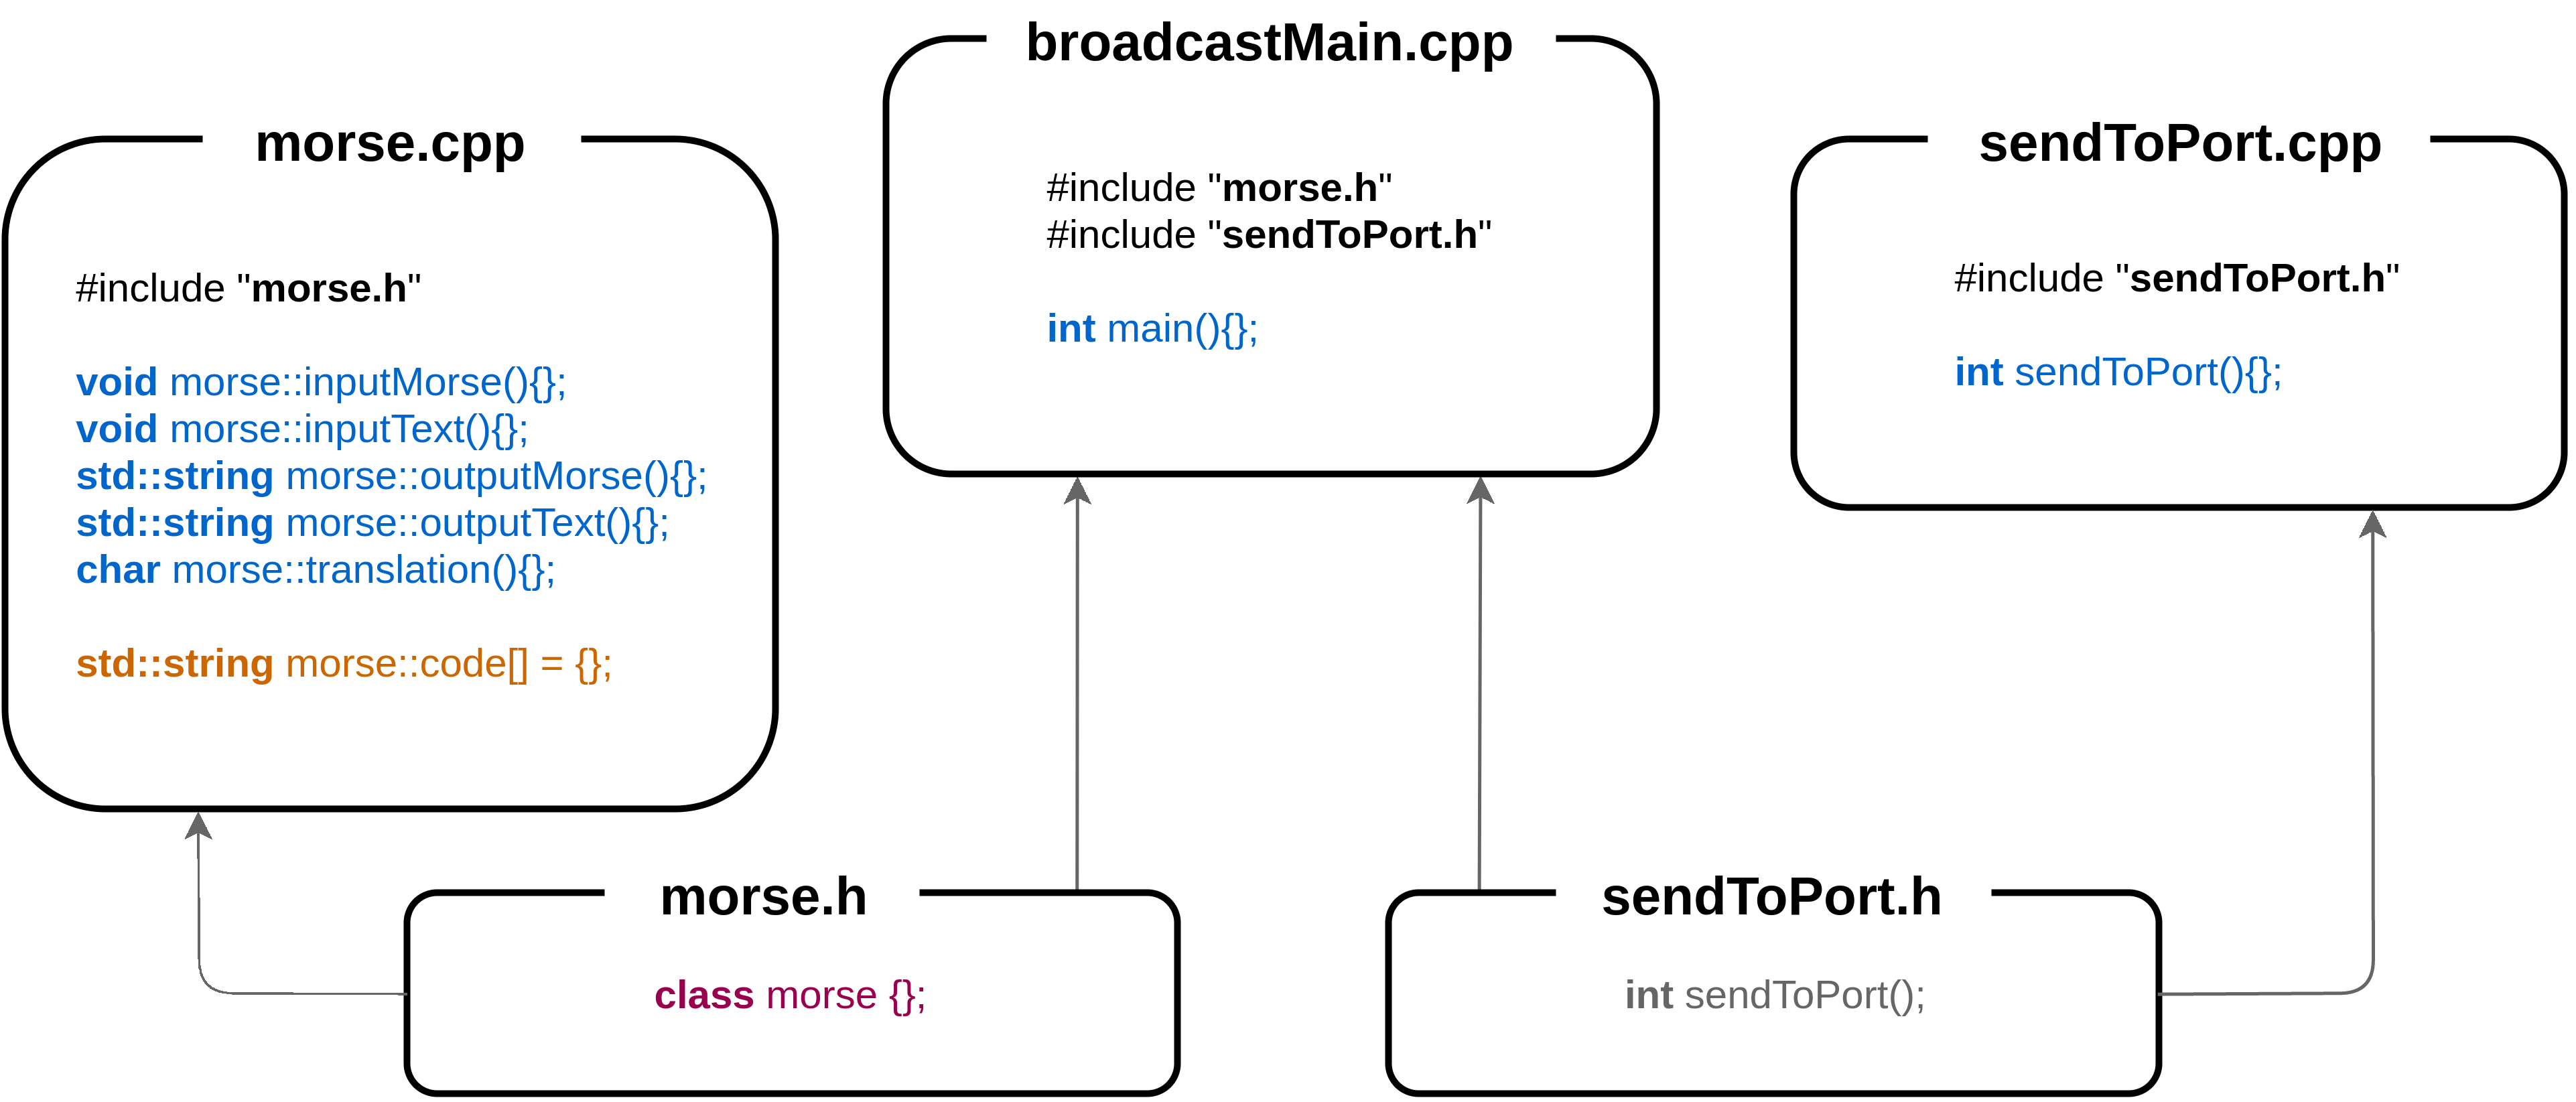 broadcastMain.cpp
#include "morse.h"
#include "sendToPort.h"
int main(){};
morse.cpp
#include "morse.h"
void morse::inputMorse(){};
void morse::inputText(){};
std::string morse::outputMorse(){};
std::string morse::outputText(){};
char morse::translation(){};
std::string morse::code[] = {};
sendToPort.cpp
#include "sendToPort.h"
int sendToPort(){};
morse.h
class morse {};
sendToPort.h
int sendToPort();